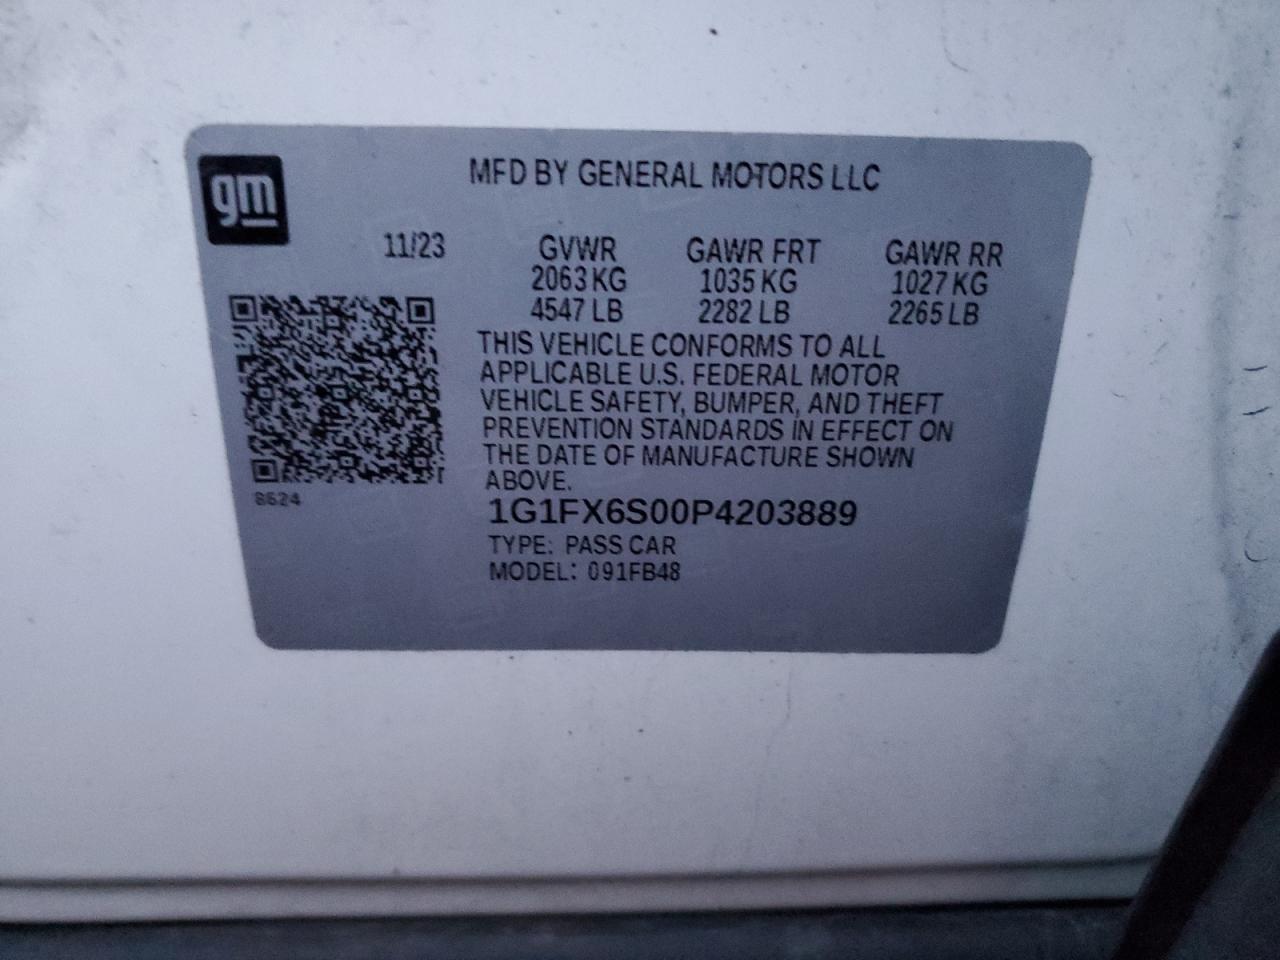 MFD BY GENERAL MOTORS LLC
gm
11/23 GVWR GAWR FRT GAWR RR
2063 KG 1035 KG 1027 KG
4547 LB 2282 LB 2265 LB
THIS VEHICLE CONFORMS TO ALL
APPLICABLE U.S. FEDERAL MOTOR
VEHICLE SAFETY, BUMPER, AND THEFT
PREVENTION STANDARDS IN EFFECT ON
THE DATE OF MANUFACTURE SHOWN
ABOVE.
8624
1G1FX6S00P4203889
TYPE: PASS CAR
MODEL: 091FB48